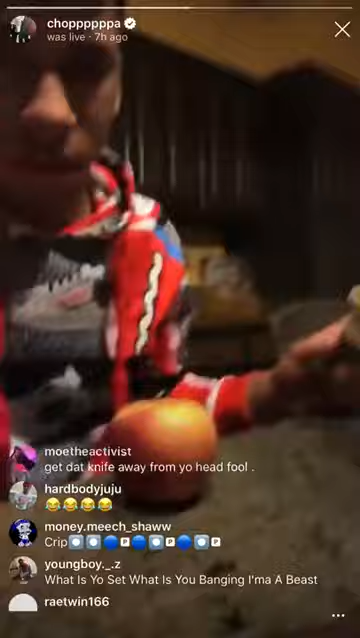 choppppppa
was live · 7h ago
moetheactivist
get dat knife away from yo head fool .
hardbodyjuju
😂😂😂😂
money.meech_shaww
Crip💠💠🔵🅿️🔵💠🅿️🔵💠🅿️
youngboy._.z
What Is Yo Set What Is You Banging I'ma A Beast
raetwin166